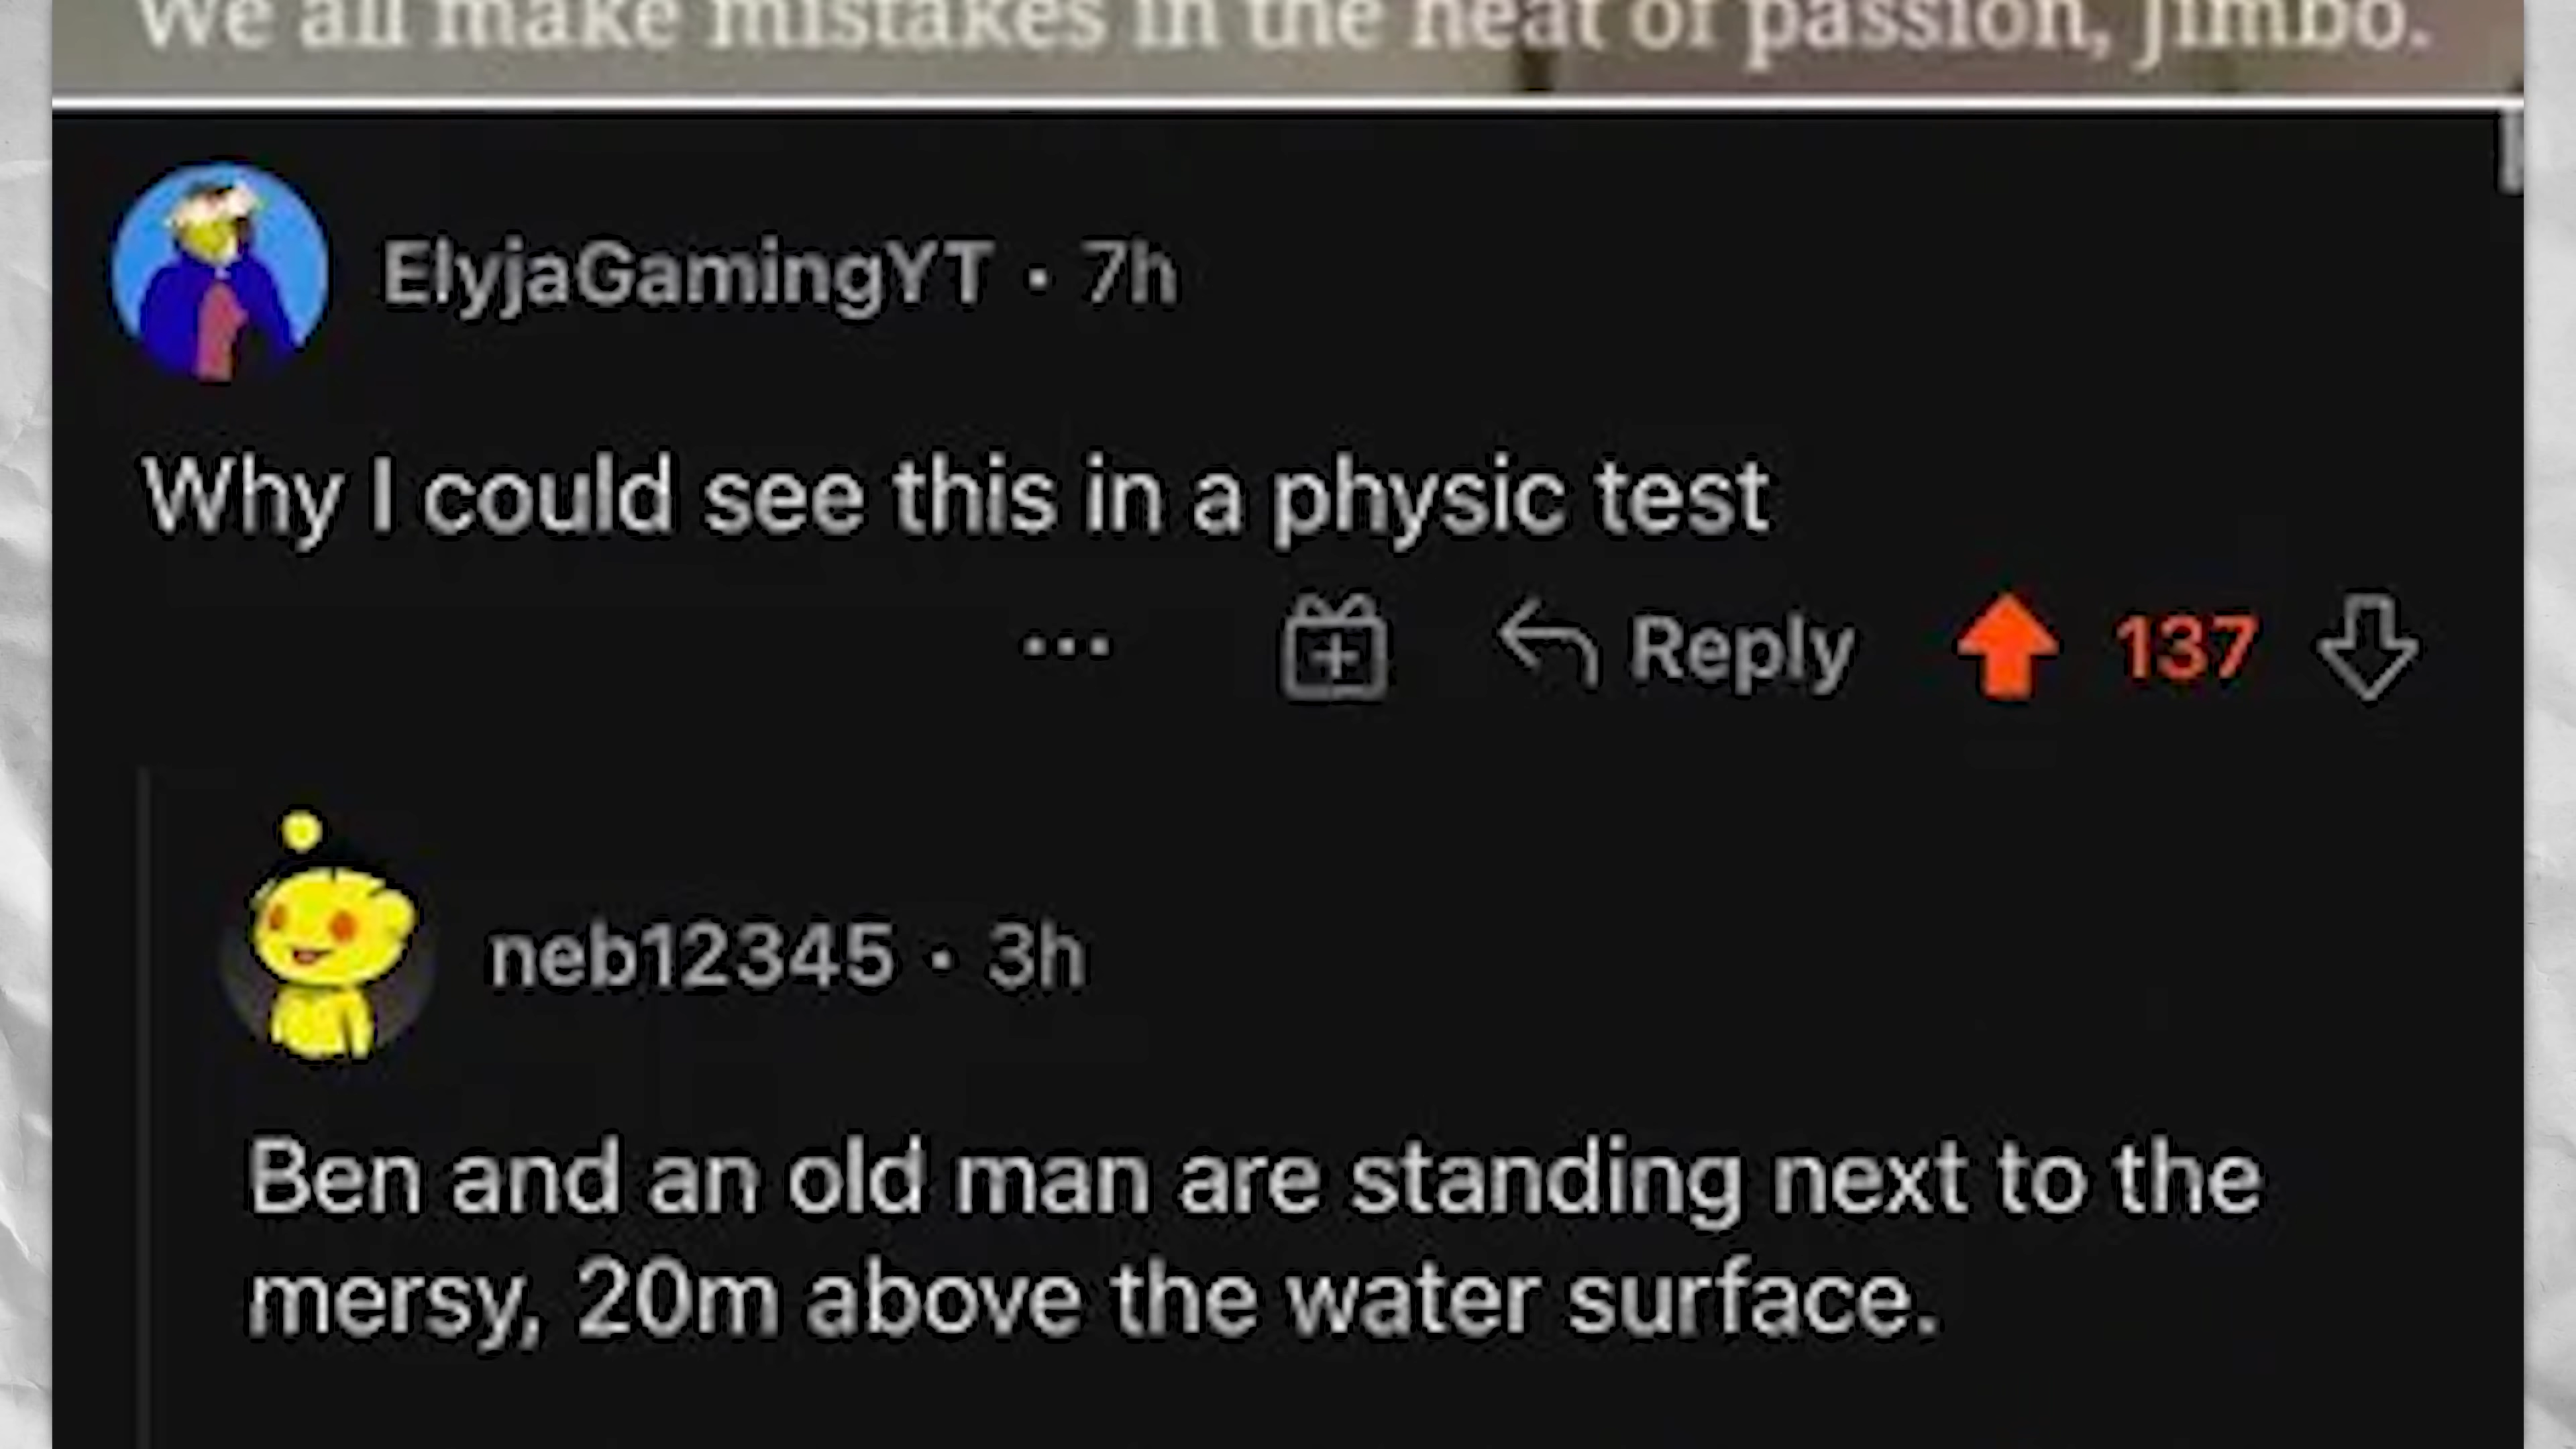 We all make mistakes in the heat of passion, Jimbo.
ElyjaGamingYT · 7h
Why I could see this in a physic test
Reply 137
neb12345 · 3h
Ben and an old man are standing next to the
mersy, 20m above the water surface.